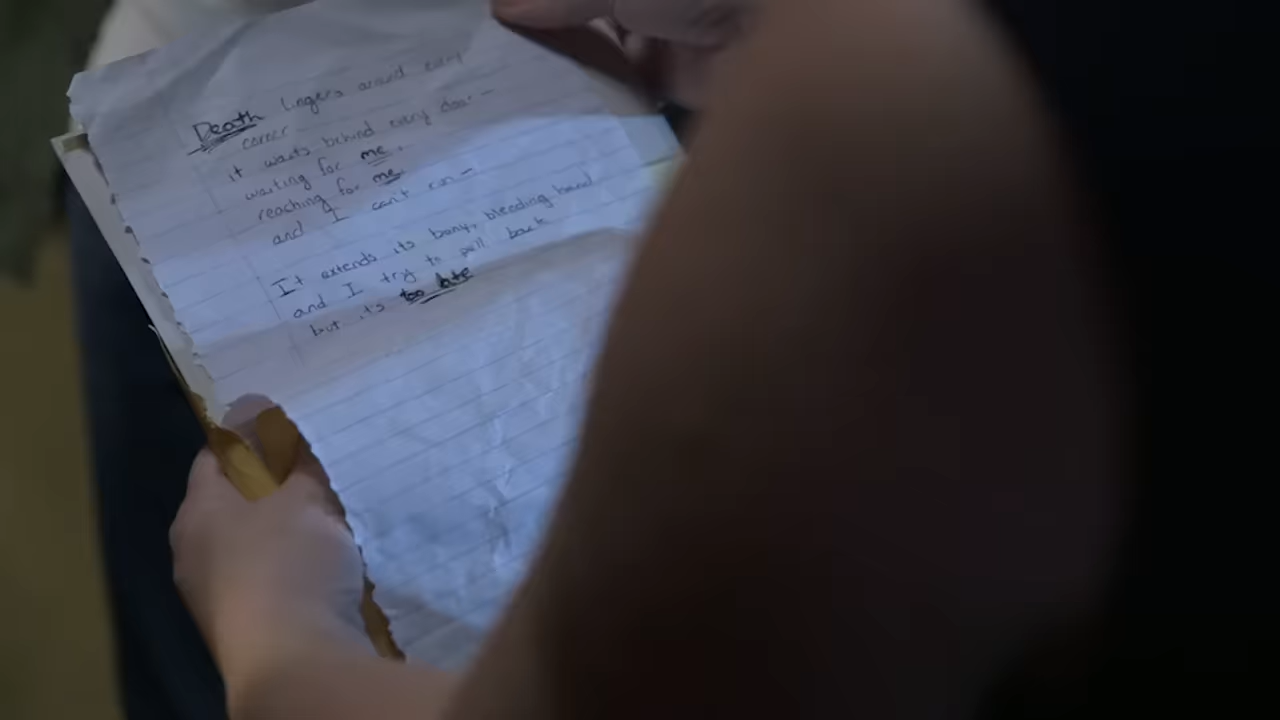 Death lingers around every
corner
it waits behind every door -
waiting for me.
reaching for me.
and I can't run -
It extends its bony, bleeding hand
and I try to pull back
but it's too late